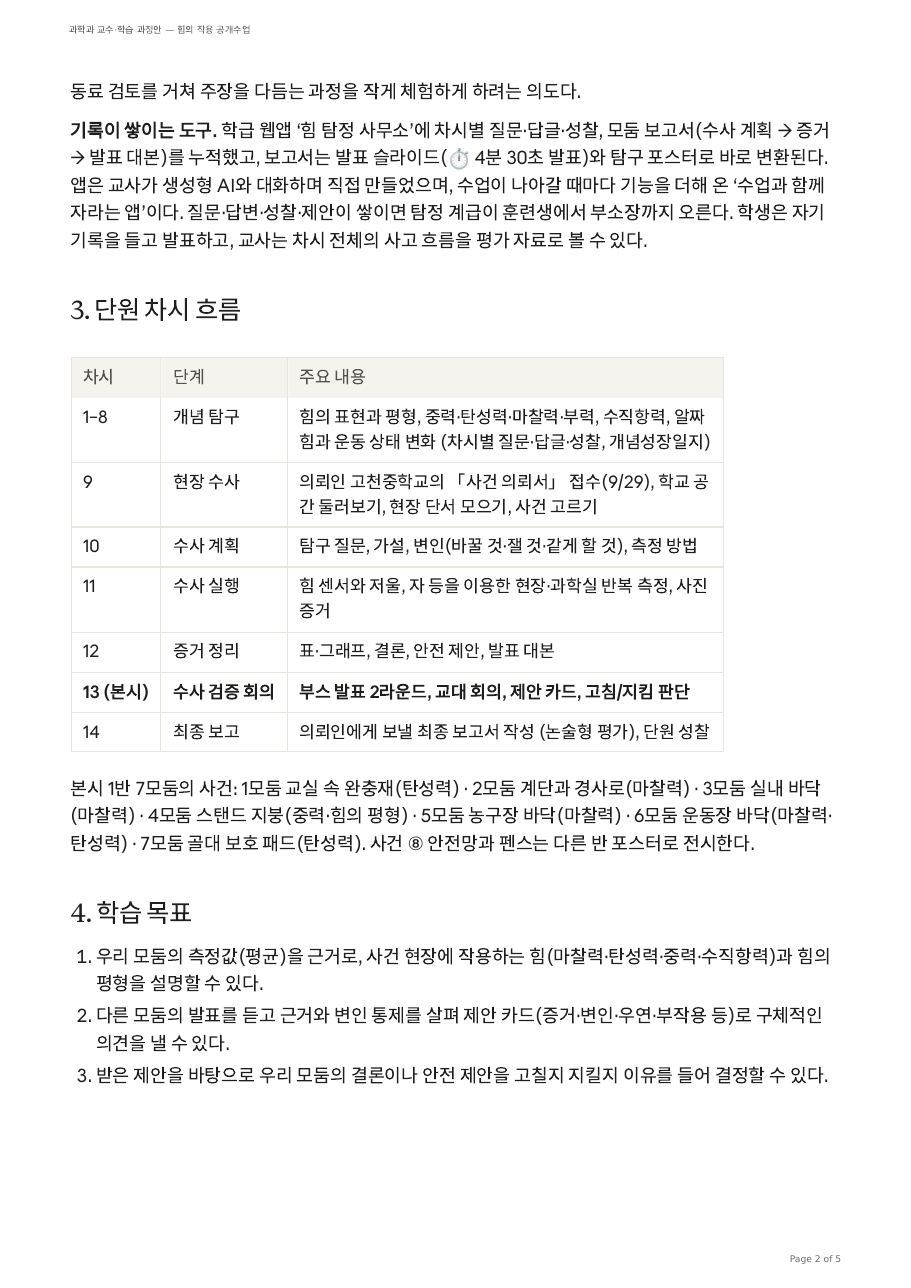 과학과 교수·학습 과정안 — 힘의 작용 공개수업
동료 검토를 거쳐 주장을 다듬는 과정을 작게 체험하게 하려는 의도다.
기록이 쌓이는 도구. 학급 웹앱 ‘힘 탐정 사무소’에 차시별 질문·답글·성찰, 모둠 보고서(수사 계획 → 증거
→ 발표 대본)를 누적했고, 보고서는 발표 슬라이드(⏱️ 4분 30초 발표)와 탐구 포스터로 바로 변환된다.
앱은 교사가 생성형 AI와 대화하며 직접 만들었으며, 수업이 나아갈 때마다 기능을 더해 온 ‘수업과 함께
자라는 앱’이다. 질문·답변·성찰·제안이 쌓이면 탐정 계급이 훈련생에서 부소장까지 오른다. 학생은 자기
기록을 들고 발표하고, 교사는 차시 전체의 사고 흐름을 평가 자료로 볼 수 있다.
3. 단원 차시 흐름
차시 단계 주요 내용
1–8 개념 탐구 힘의 표현과 평형, 중력·탄성력·마찰력·부력, 수직항력, 알짜
힘과 운동 상태 변화 (차시별 질문·답글·성찰, 개념성장일지)
9 현장 수사 의뢰인 고천중학교의 「사건 의뢰서」 접수(9/29), 학교 공
간 둘러보기, 현장 단서 모으기, 사건 고르기
10 수사 계획 탐구 질문, 가설, 변인(바꿀 것·잴 것·같게 할 것), 측정 방법
11 수사 실행 힘 센서와 저울, 자 등을 이용한 현장·과학실 반복 측정, 사진
증거
12 증거 정리 표·그래프, 결론, 안전 제안, 발표 대본
13 (본시) 수사 검증 회의 부스 발표 2라운드, 교대 회의, 제안 카드, 고침/지킴 판단
14 최종 보고 의뢰인에게 보낼 최종 보고서 작성 (논술형 평가), 단원 성찰
본시 1반 7모둠의 사건: 1모둠 교실 속 완충재(탄성력) · 2모둠 계단과 경사로(마찰력) · 3모둠 실내 바닥
(마찰력) · 4모둠 스탠드 지붕(중력·힘의 평형) · 5모둠 농구장 바닥(마찰력) · 6모둠 운동장 바닥(마찰력·
탄성력) · 7모둠 골대 보호 패드(탄성력). 사건 ⑧ 안전망과 펜스는 다른 반 포스터로 전시한다.
4. 학습 목표
1. 우리 모둠의 측정값(평균)을 근거로, 사건 현장에 작용하는 힘(마찰력·탄성력·중력·수직항력)과 힘의
평형을 설명할 수 있다.
2. 다른 모둠의 발표를 듣고 근거와 변인 통제를 살펴 제안 카드(증거·변인·우연·부작용 등)로 구체적인
의견을 낼 수 있다.
3. 받은 제안을 바탕으로 우리 모둠의 결론이나 안전 제안을 고칠지 지킬지 이유를 들어 결정할 수 있다.
Page 2 of 5